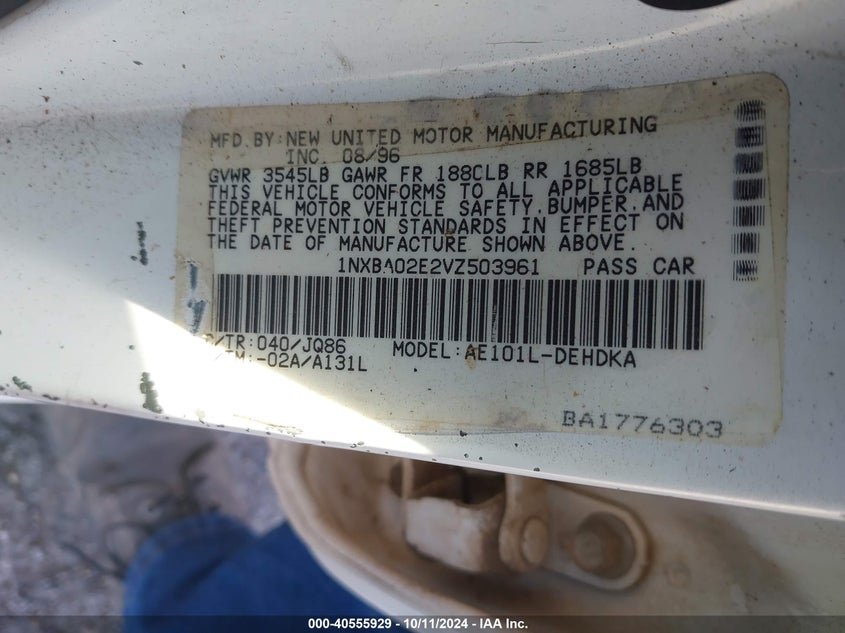 MFD.BY:NEW UNITED MOTOR MANUFACTURING
INC. 08/96
GVWR 3545LB GAWR FR 188CLB RR 1685LB
THIS VEHICLE CONFORMS TO ALL APPLICABLE
FEDERAL MOTOR VEHICLE SAFETY,BUMPER,AND
THEFT PREVENTION STANDARDS IN EFFECT ON
THE DATE OF MANUFACTURE SHOWN ABOVE.
1NXBA02E2VZ503961 PASS CAR
C/TR:040/JQ86 MODEL:AE101L-DEHDKA
/TM:-02A/A131L
BA1776303
000-40555929 - 10/11/2024 - IAA Inc.